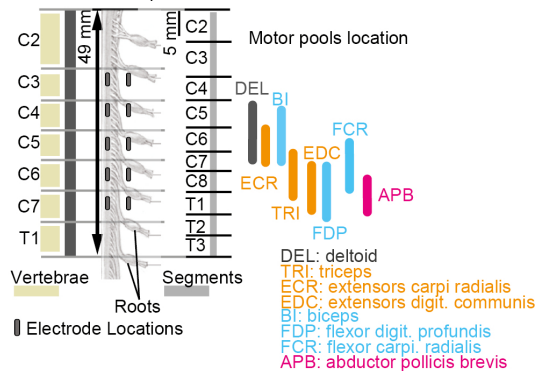 49 mm
5 mm
Motor pools location
C2
C3
C4
C5
C6
C7
T1
C2
C3
C4
C5
C6
C7
C8
T1
T2
T3
DEL
BI
ECR
TRI
EDC
FDP
FCR
APB
Vertebrae
Segments
Roots
Electrode Locations
DEL: deltoid
TRI: triceps
ECR: extensors carpi radialis
EDC: extensors digit. communis
BI: biceps
FDP: flexor digit. profundis
FCR: flexor carpi. radialis
APB: abductor pollicis brevis